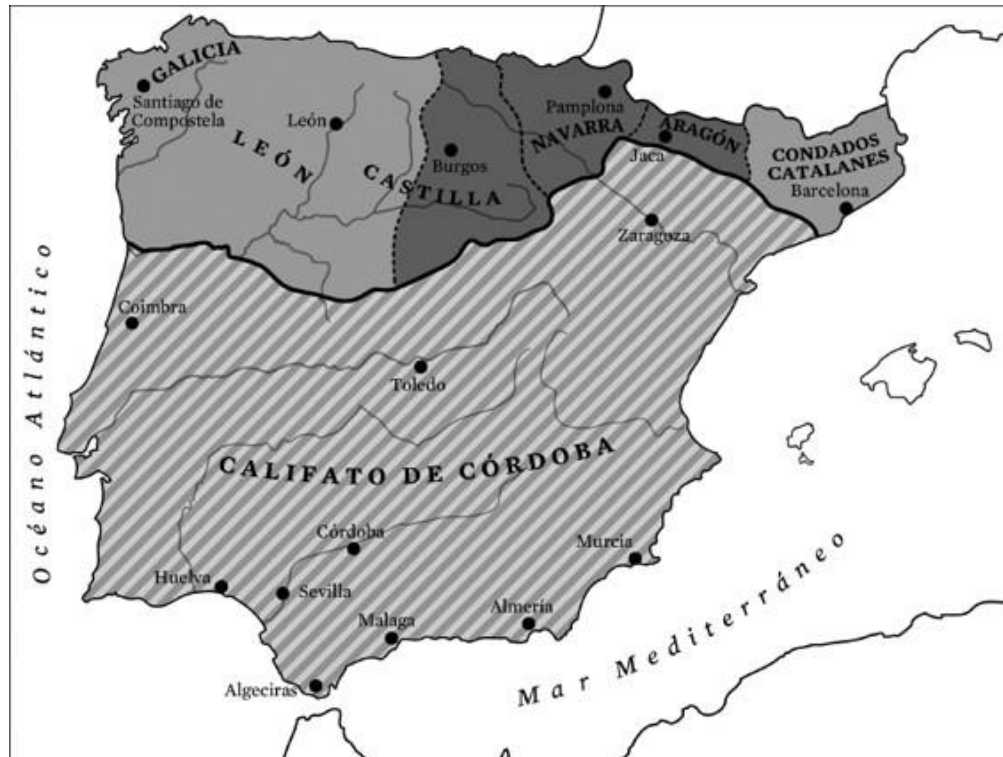 GALICIA
Santiago de
Compostela
LEÓN
León
CASTILLA
Burgos
Pamplona
NAVARRA
ARAGÓN
Jaca
CONDADOS
CATALANES
Barcelona
Zaragoza
Océano Atlántico
Coimbra
Toledo
CALIFATO DE CÓRDOBA
Córdoba
Murcia
Huelva
Sevilla
Almería
Malaga
Algeciras
Mar Mediterráneo